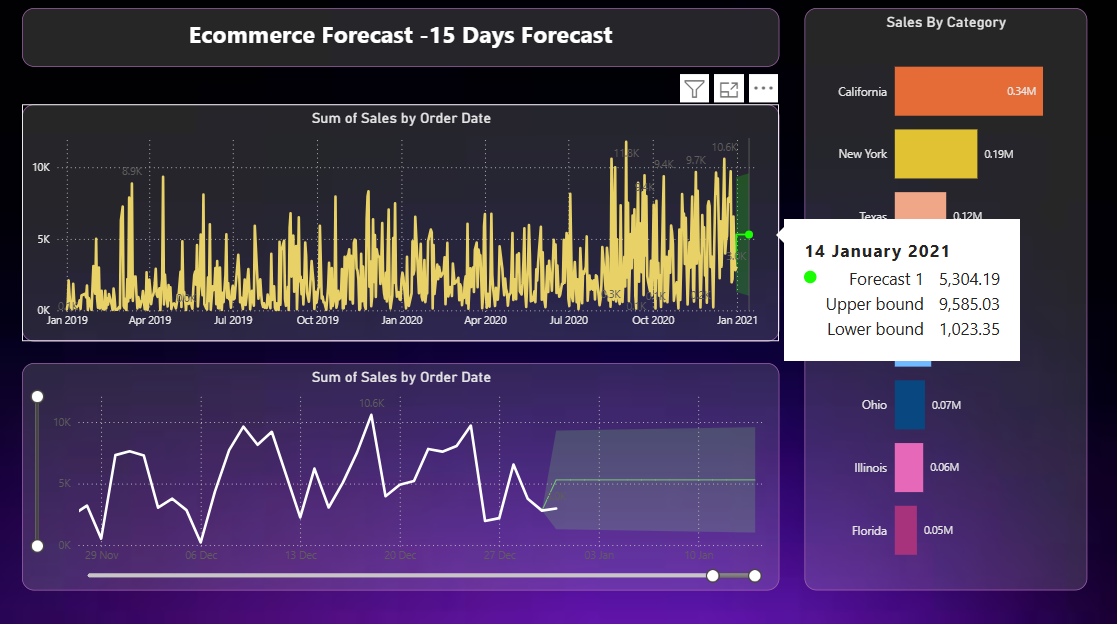 Ecommerce Forecast -15 Days Forecast
Sales By Category
Sum of Sales by Order Date
10K
5K
0K
8.9K
11.8K
9.4K
9.7K
10.6K
Jan 2019
Apr 2019
Jul 2019
Oct 2019
Jan 2020
Apr 2020
Jul 2020
Oct 2020
Jan 2021
California
0.34M
New York
0.19M
Texas
0.12M
14 January 2021
Forecast 1 5,304.19
Upper bound 9,585.03
Lower bound 1,023.35
Ohio
0.07M
Illinois
0.06M
Florida
0.05M
Sum of Sales by Order Date
10K
5K
0K
10.6K
29 Nov
06 Dec
13 Dec
20 Dec
27 Dec
03 Jan
10 Jan